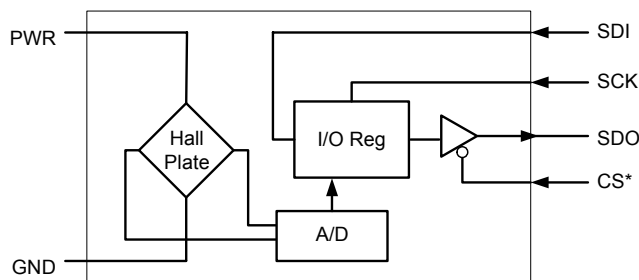 PWR
SDI
SCK
Hall
Plate
I/O Reg
SDO
CS*
A/D
GND